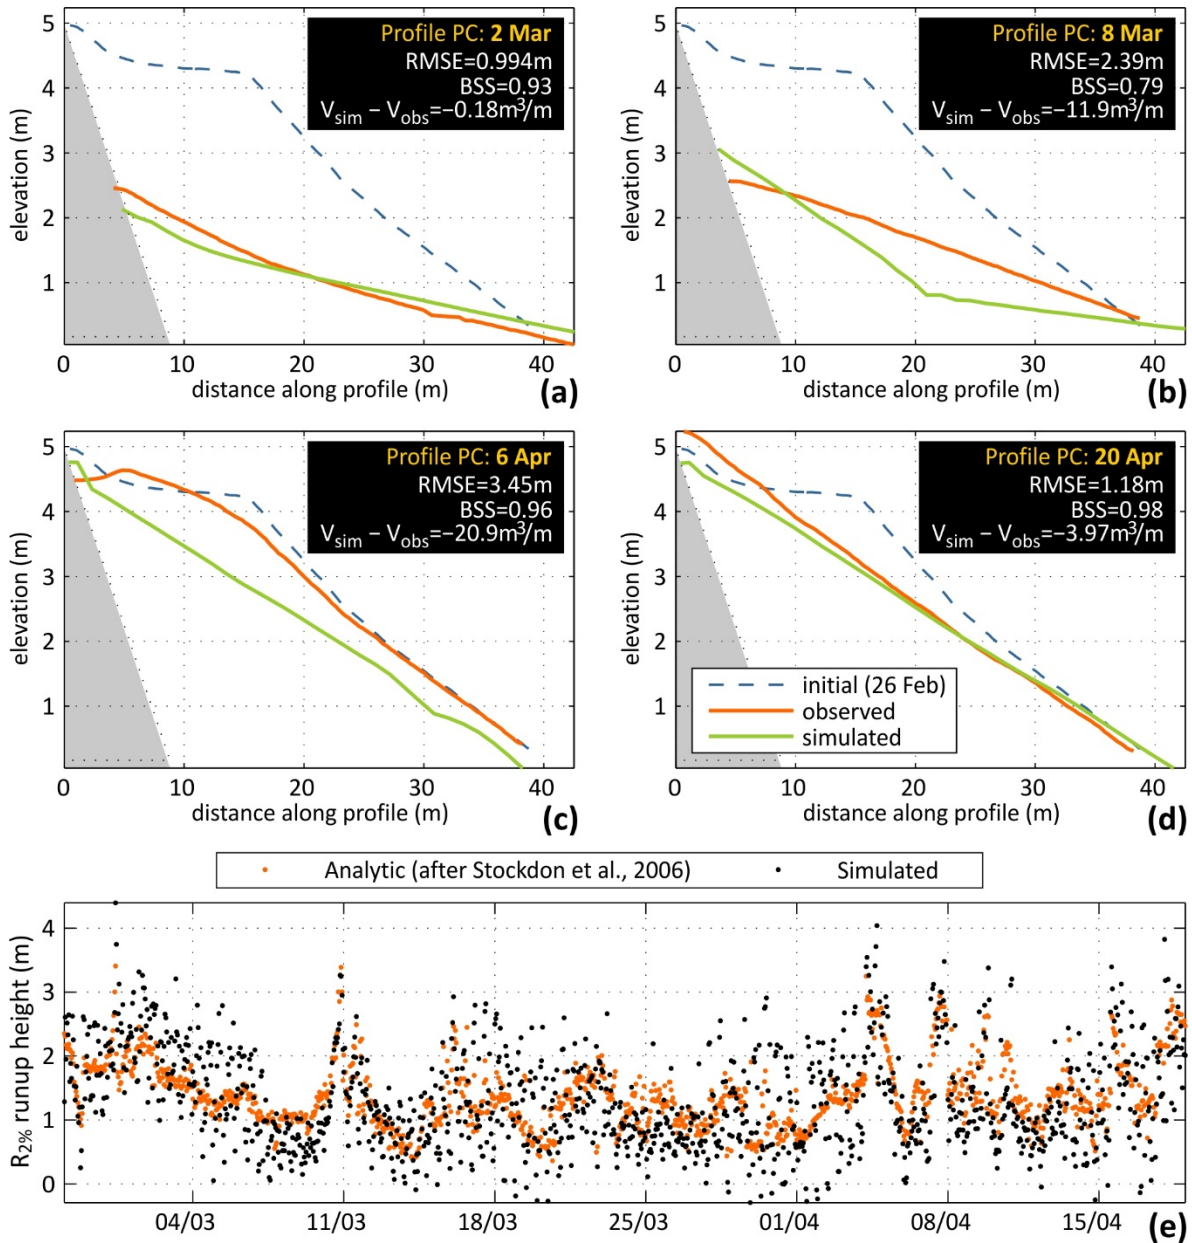 Profile PC: 2 Mar
RMSE=0.994m
BSS=0.93
Vsim − Vobs=−0.18m³/m
elevation (m)
5
4
3
2
1
0 10 20 30 40
distance along profile (m)
(a)
Profile PC: 8 Mar
RMSE=2.39m
BSS=0.79
Vsim − Vobs=−11.9m³/m
elevation (m)
5
4
3
2
1
0 10 20 30 40
distance along profile (m)
(b)
Profile PC: 6 Apr
RMSE=3.45m
BSS=0.96
Vsim − Vobs=−20.9m³/m
elevation (m)
5
4
3
2
1
0 10 20 30 40
distance along profile (m)
(c)
Profile PC: 20 Apr
RMSE=1.18m
BSS=0.98
Vsim − Vobs=−3.97m³/m
elevation (m)
5
4
3
2
1
initial (26 Feb)
observed
simulated
0 10 20 30 40
distance along profile (m)
(d)
Analytic (after Stockdon et al., 2006) Simulated
R2% runup height (m)
4
3
2
1
0
04/03 11/03 18/03 25/03 01/04 08/04 15/04
(e)